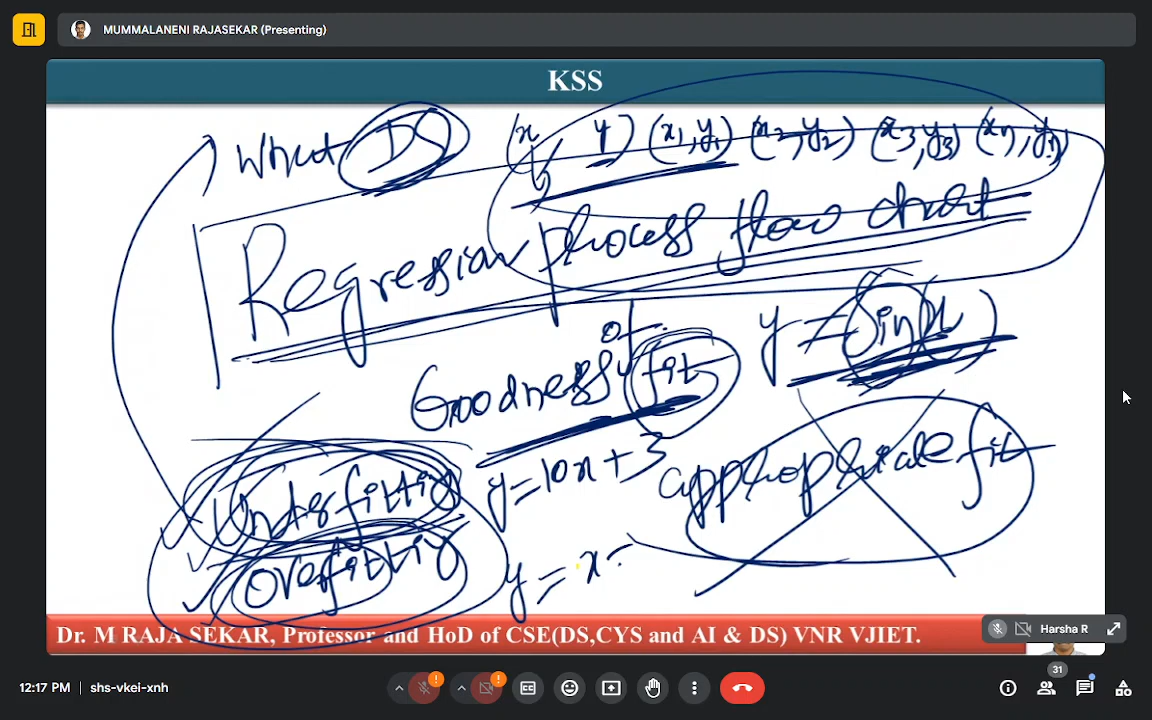 MUMMALANENI RAJASEKAR (Presenting)
KSS
What DS (x, y) (x1, y1) (x2, y2) (x3, y3) (xn, yn)
Regression process flow chart
Goodness of fit y = Sin(x)
Underfitting y=10x+3 appropriate fit
Overfitting y = x
Dr. M RAJA SEKAR, Professor and HoD of CSE(DS,CYS and AI & DS) VNR VJIET.
Harsha R
31
12:17 PM | shs-vkei-xnh